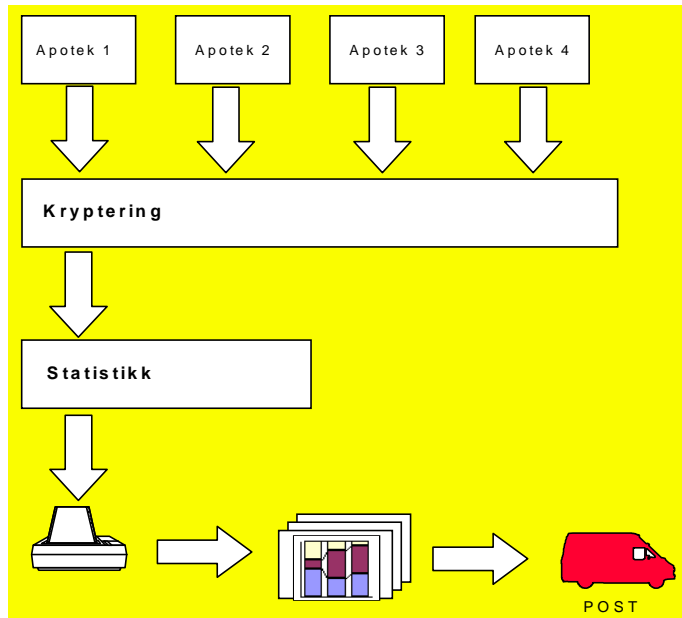 Apotek 1
Apotek 2
Apotek 3
Apotek 4
Kryptering
Statistikk
POST